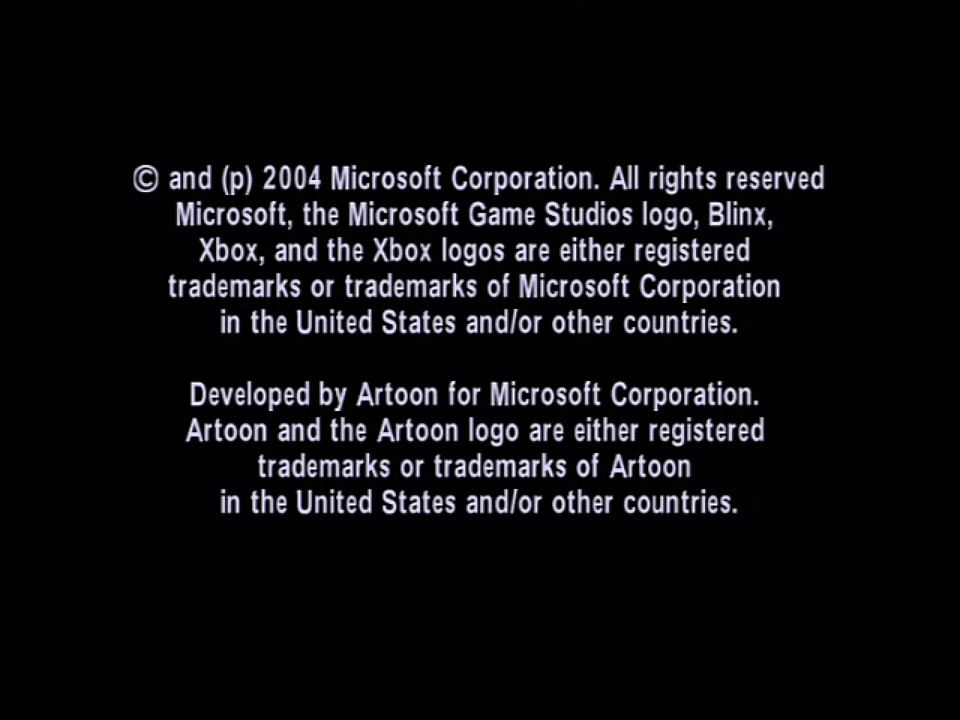 © and (p) 2004 Microsoft Corporation. All rights reserved
Microsoft, the Microsoft Game Studios logo, Blinx,
Xbox, and the Xbox logos are either registered
trademarks or trademarks of Microsoft Corporation
in the United States and/or other countries.
Developed by Artoon for Microsoft Corporation.
Artoon and the Artoon logo are either registered
trademarks or trademarks of Artoon
in the United States and/or other countries.